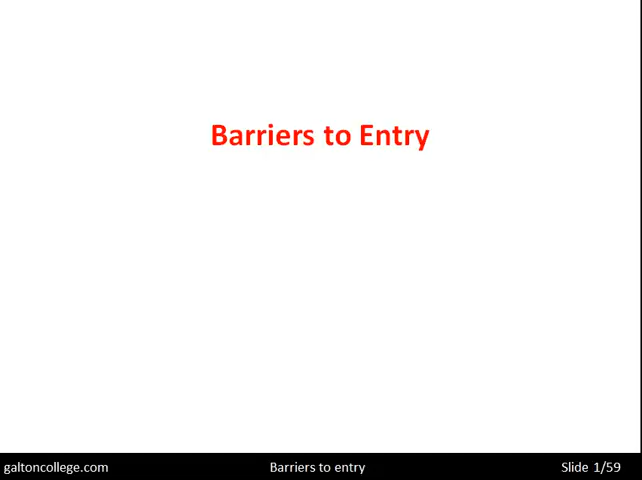 Barriers to Entry
galtoncollege.com
Barriers to entry
Slide 1/59